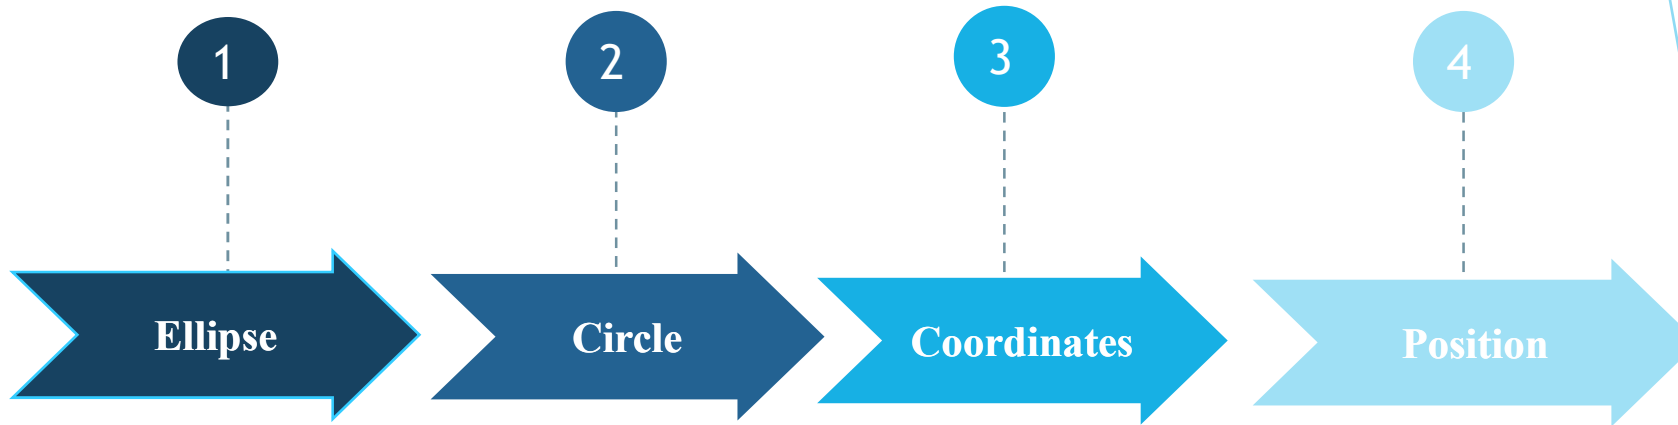 1
2
3
4
Ellipse
Circle
Coordinates
Position